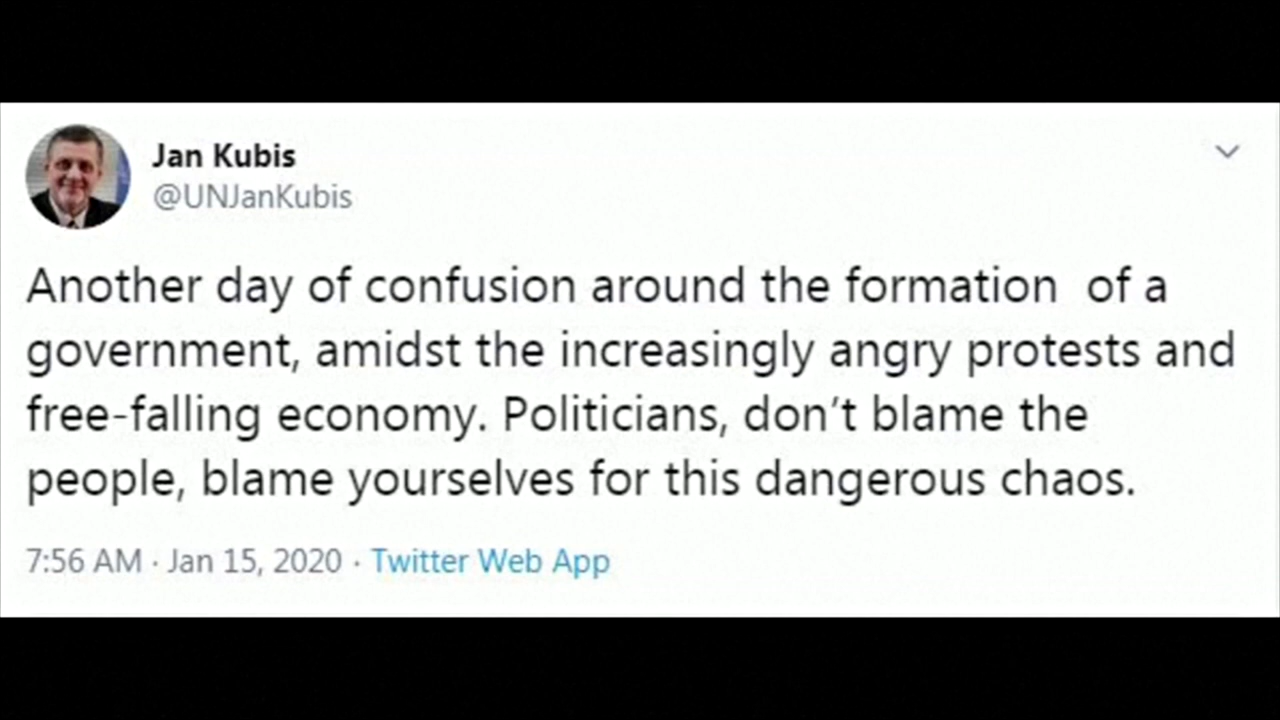 Jan Kubis
@UNJanKubis
Another day of confusion around the formation  of a
government, amidst the increasingly angry protests and
free-falling economy. Politicians, don’t blame the
people, blame yourselves for this dangerous chaos.
7:56 AM · Jan 15, 2020 · Twitter Web App